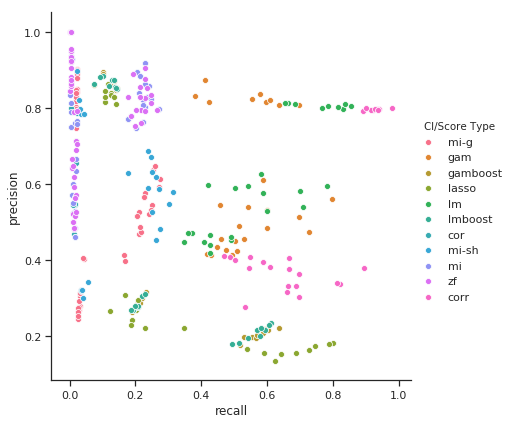 1.0
0.8
0.6
0.4
0.2
precision
0.0
0.2
0.4
0.6
0.8
1.0
recall
CI/Score Type
mi-g
gam
gamboost
lasso
lm
lmboost
cor
mi-sh
mi
zf
corr